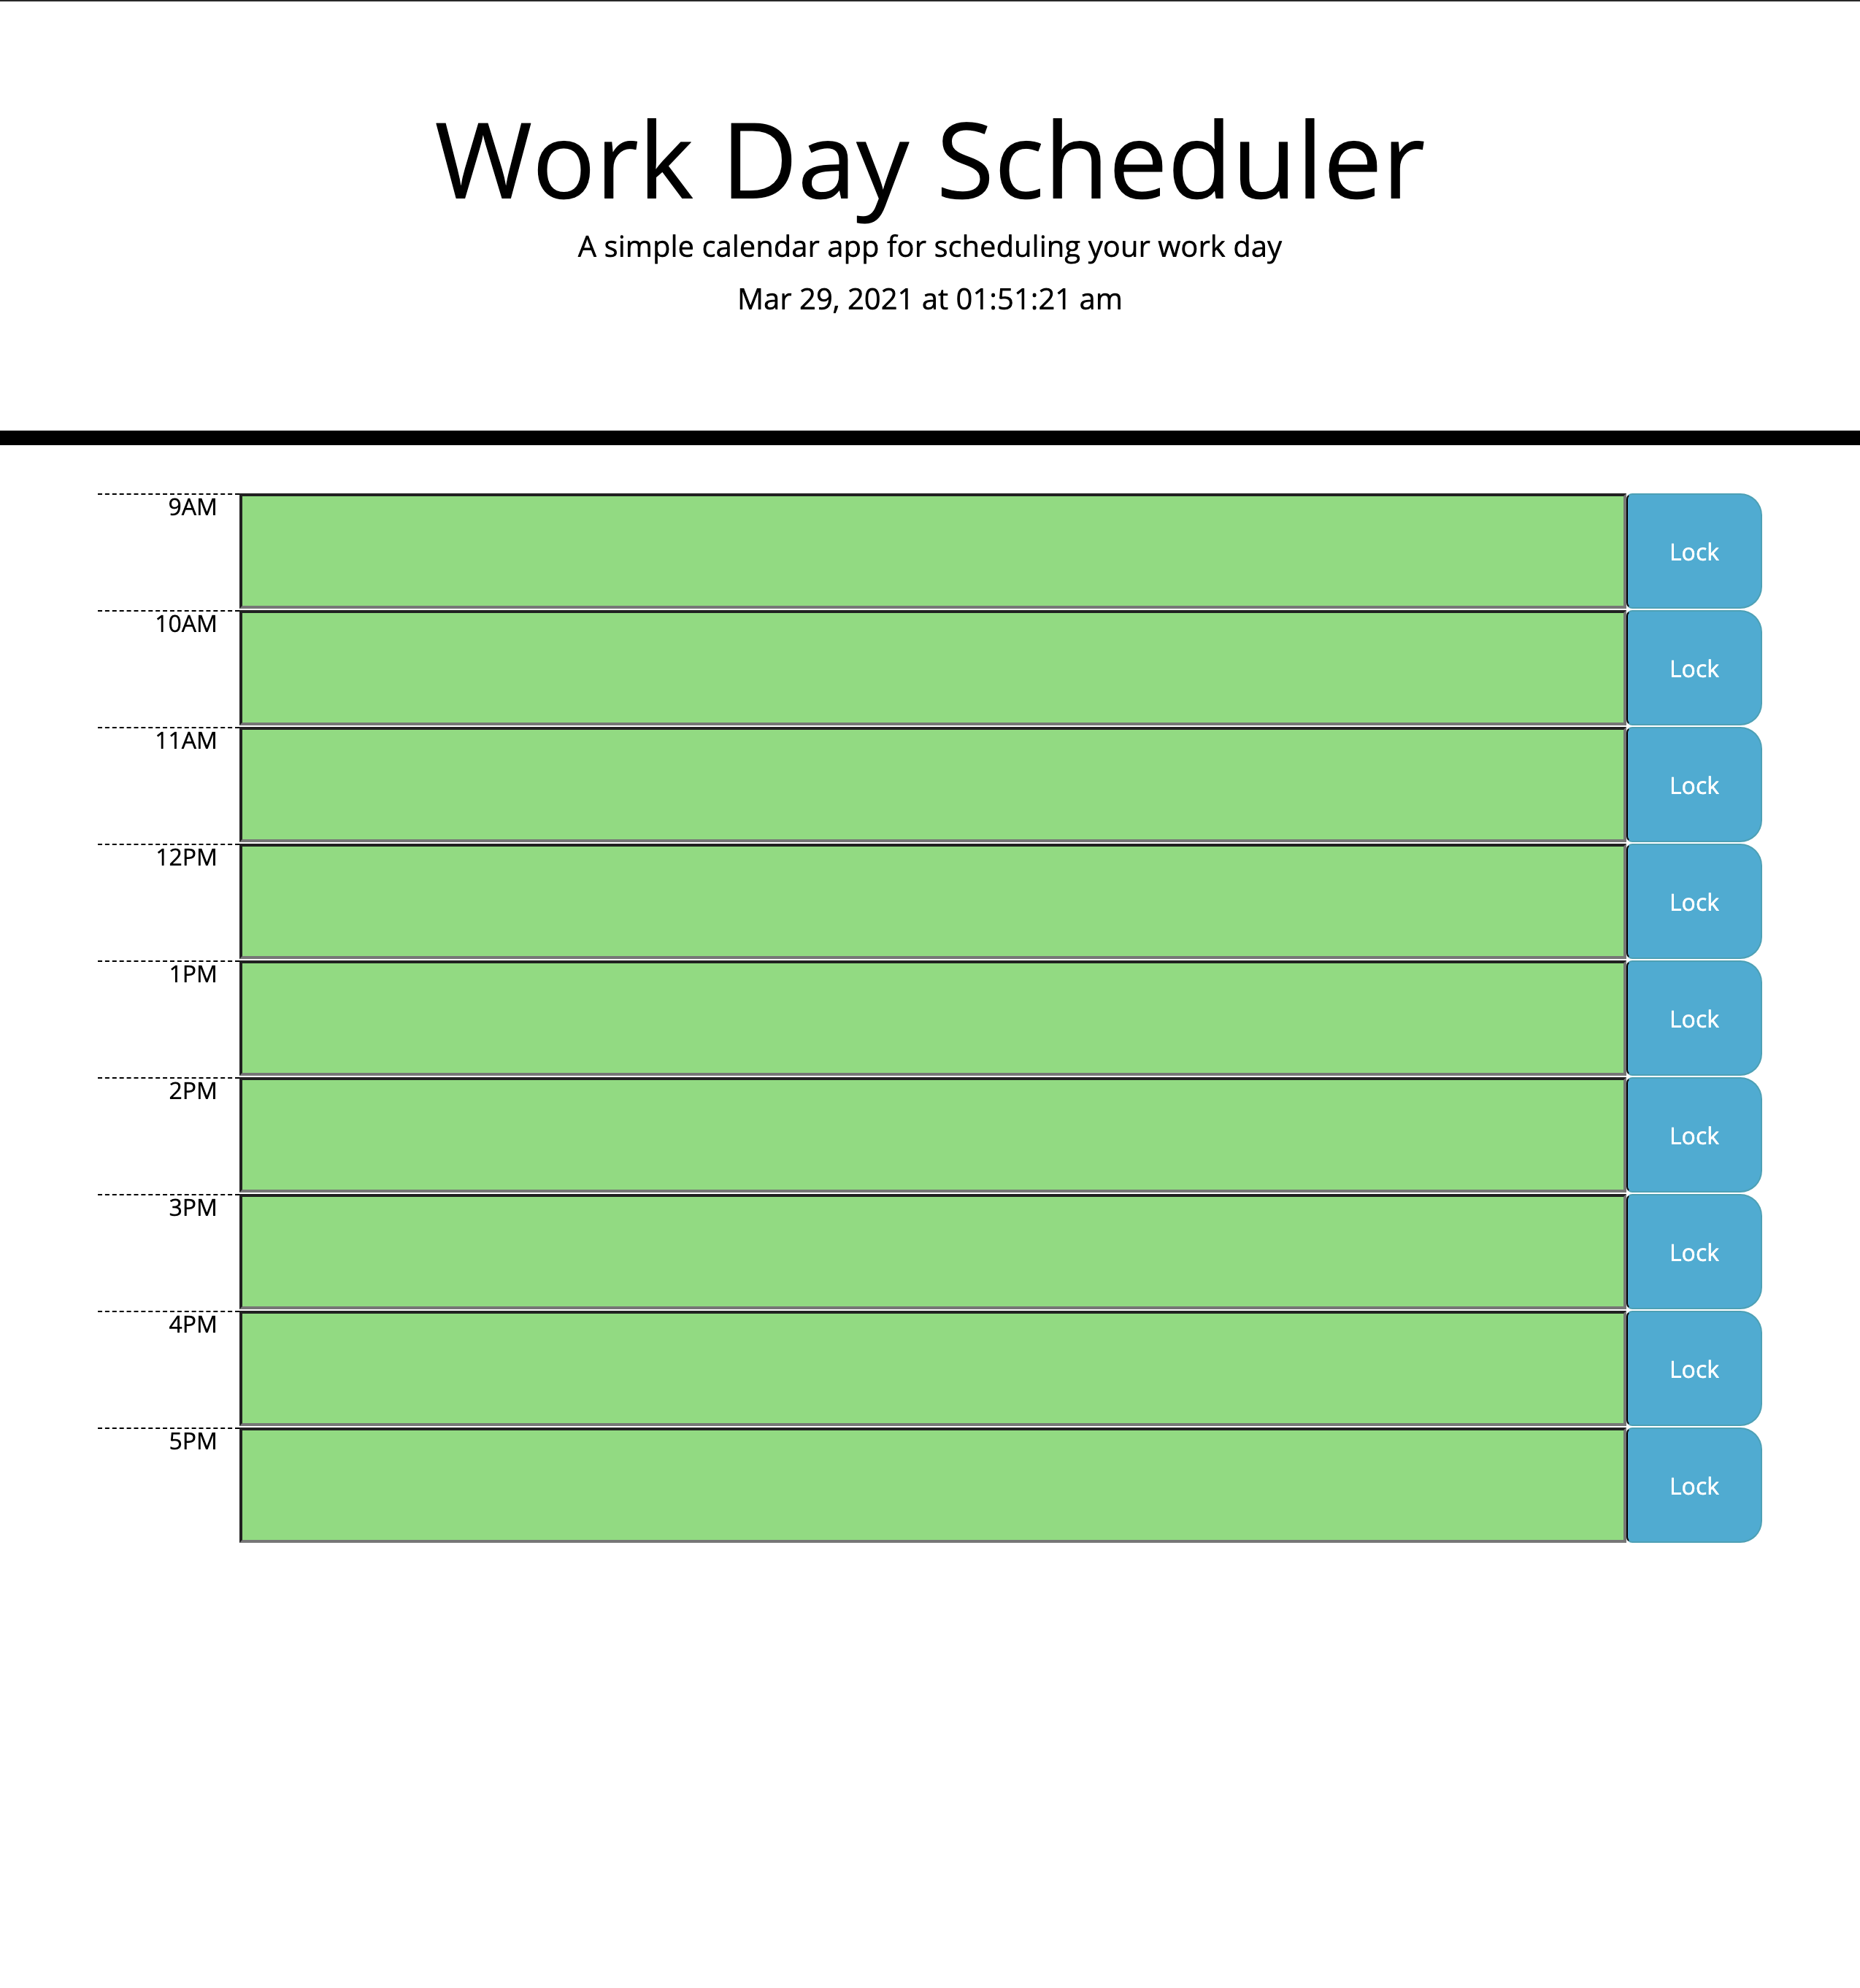 Work Day Scheduler
A simple calendar app for scheduling your work day
Mar 29, 2021 at 01:51:21 am
9AM
Lock
10AM
Lock
11AM
Lock
12PM
Lock
1PM
Lock
2PM
Lock
3PM
Lock
4PM
Lock
5PM
Lock